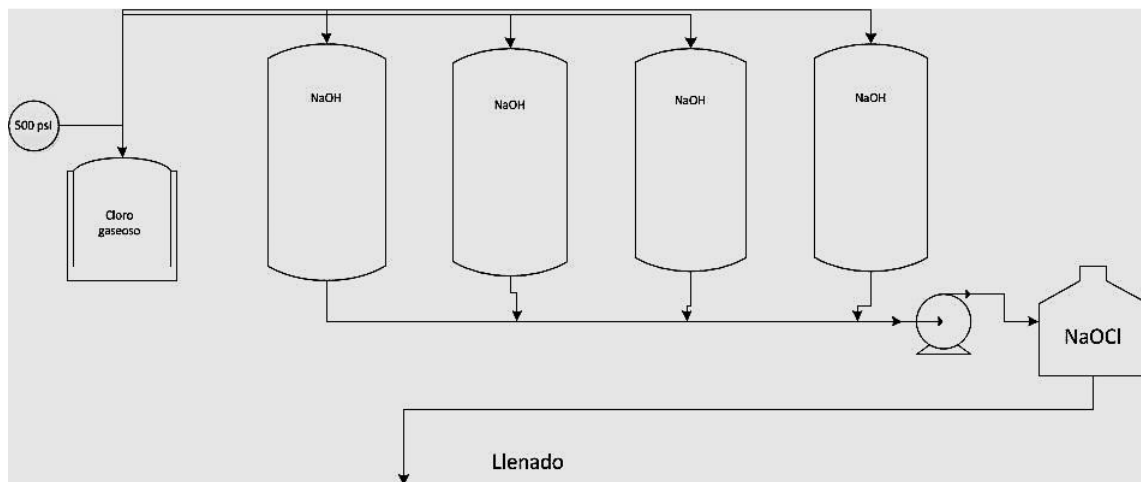 500 psi
Cloro
gaseoso
NaOH
NaOH
NaOH
NaOH
NaOCl
Llenado